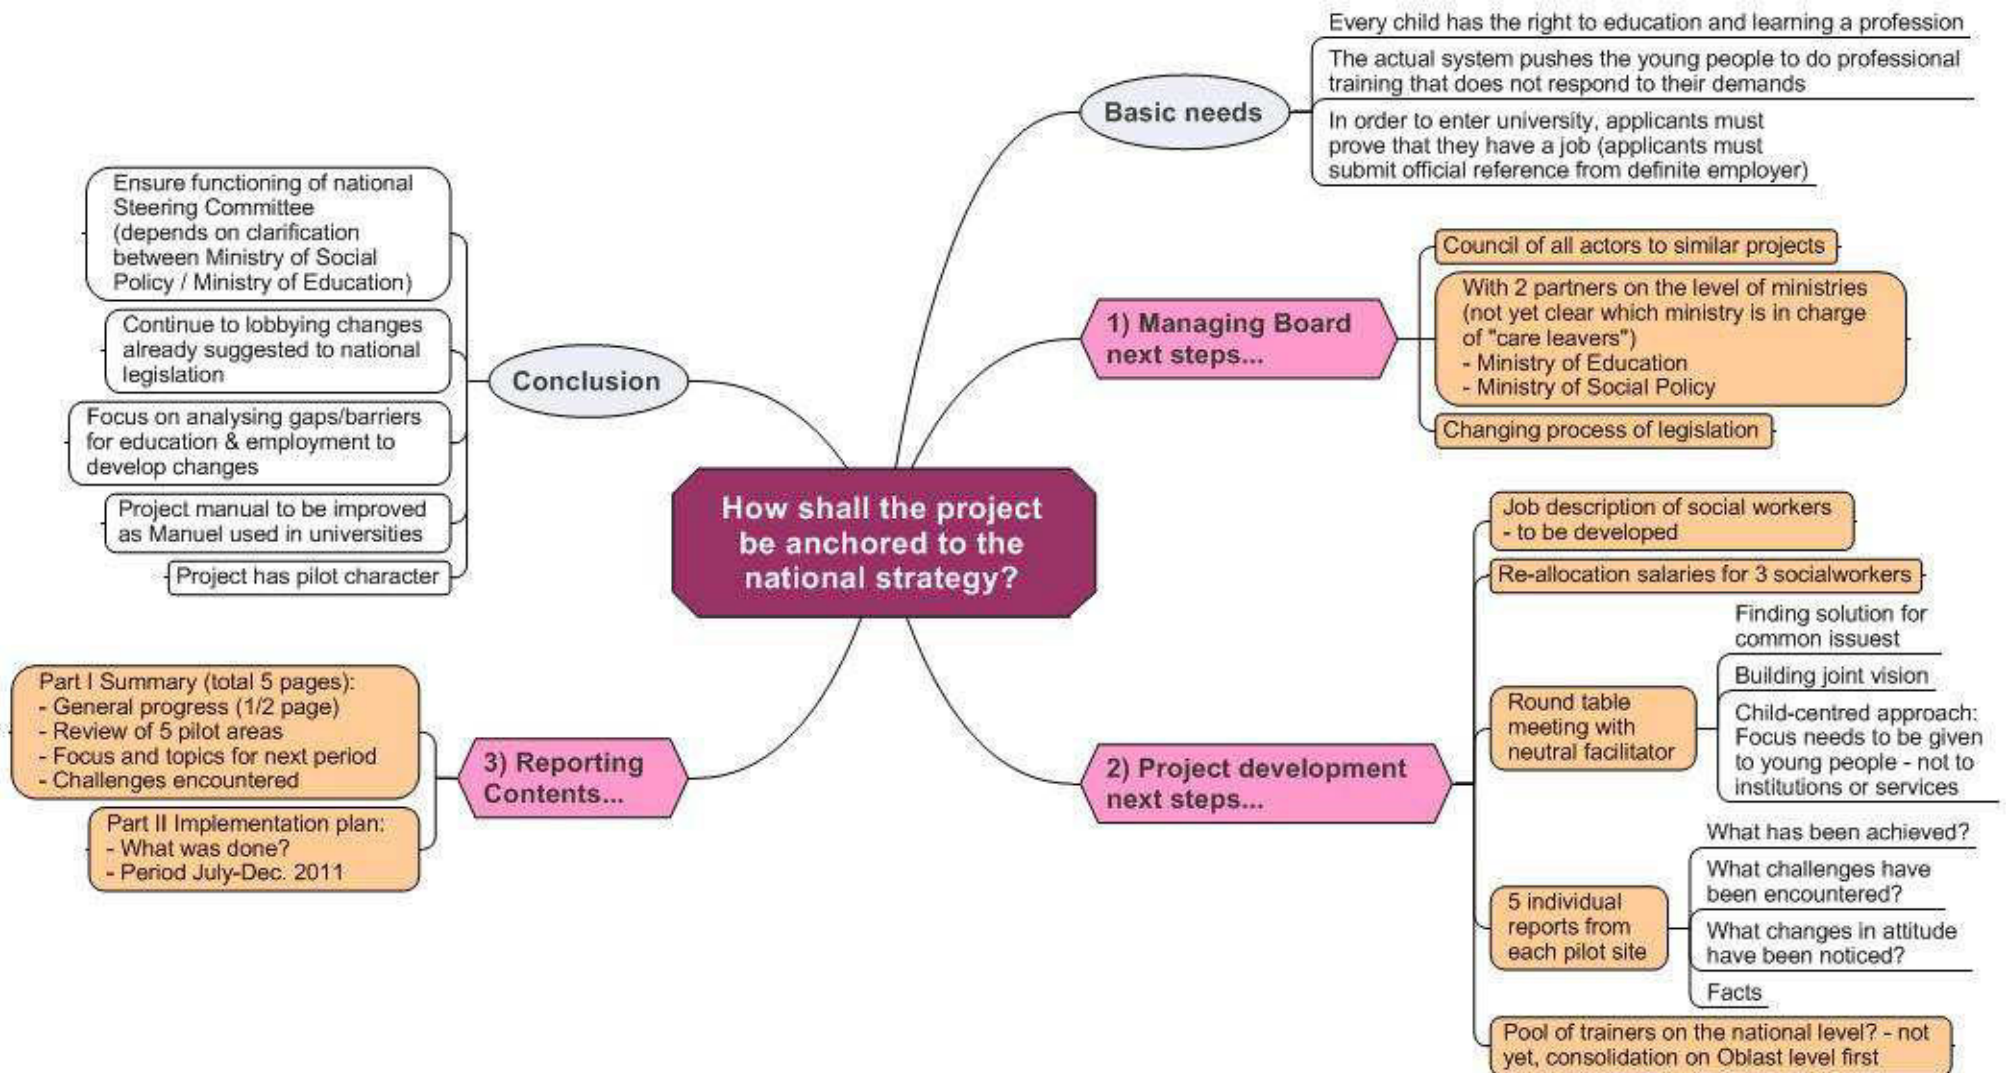 How shall the project
be anchored to the
national strategy?
Basic needs
Every child has the right to education and learning a profession
The actual system pushes the young people to do professional
training that does not respond to their demands
In order to enter university, applicants must
prove that they have a job (applicants must
submit official reference from definite employer)
1) Managing Board
next steps...
Council of all actors to similar projects
With 2 partners on the level of ministries
(not yet clear which ministry is in charge
of "care leavers")
- Ministry of Education
- Ministry of Social Policy
Changing process of legislation
2) Project development
next steps...
Job description of social workers
- to be developed
Re-allocation salaries for 3 socialworkers
Round table
meeting with
neutral facilitator
Finding solution for
common issuest
Building joint vision
Child-centred approach:
Focus needs to be given
to young people - not to
institutions or services
5 individual
reports from
each pilot site
What has been achieved?
What challenges have
been encountered?
What changes in attitude
have been noticed?
Facts
Pool of trainers on the national level? - not
yet, consolidation on Oblast level first
3) Reporting
Contents...
Part I Summary (total 5 pages):
- General progress (1/2 page)
- Review of 5 pilot areas
- Focus and topics for next period
- Challenges encountered
Part II Implementation plan:
- What was done?
- Period July-Dec. 2011
Conclusion
Ensure functioning of national
Steering Committee
(depends on clarification
between Ministry of Social
Policy / Ministry of Education)
Continue to lobbying changes
already suggested to national
legislation
Focus on analysing gaps/barriers
for education & employment to
develop changes
Project manual to be improved
as Manuel used in universities
Project has pilot character